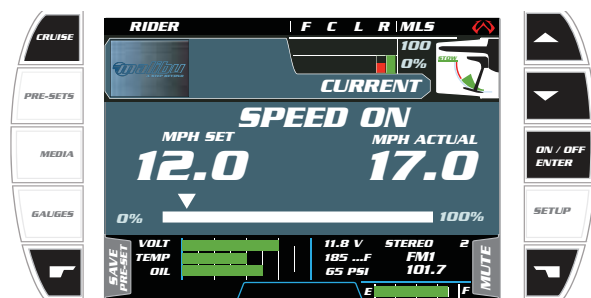 RIDER F C L R MLS
CRUISE
100
0%
STOW
malibu
CURRENT
PRE-SETS
SPEED ON
MPH SET MPH ACTUAL
12.0 17.0
MEDIA
ON / OFF
ENTER
GAUGES
SETUP
0% 100%
SAVE
PRE-SET
VOLT 11.8 V STEREO 2
TEMP 185 ...F FM1
OIL 65 PSI 101.7
MUTE
E F